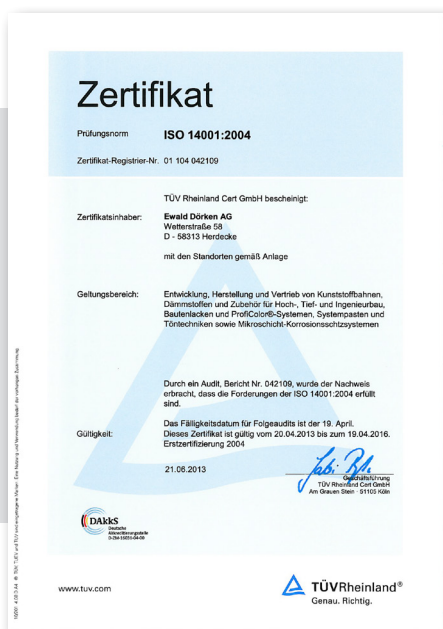 Zertifikat
Prüfungsnorm ISO 14001:2004
Zertifikat-Registrier-Nr. 01 104 042109
TÜV Rheinland Cert GmbH bescheinigt:
Zertifikatsinhaber: Ewald Dörken AG
Wetterstraße 58
D - 58313 Herdecke
mit den Standorten gemäß Anlage
Geltungsbereich: Entwicklung, Herstellung und Vertrieb von Kunststoffbahnen,
Dämmstoffen und Zubehör für Hoch-, Tief- und Ingenieurbau,
Bautenlacken und ProfiColor®-Systemen, Systempasten und
Töntechniken sowie Mikroschicht-Korrosionsschtzsystemen
Durch ein Audit, Bericht Nr. 042109, wurde der Nachweis
erbracht, dass die Forderungen der ISO 14001:2004 erfüllt
sind.
Das Fälligkeitsdatum für Folgeaudits ist der 19. April.
Gültigkeit: Dieses Zertifikat ist gültig vom 20.04.2013 bis zum 19.04.2016.
Erstzertifizierung 2004
21.06.2013
Geschäftsführung
TÜV Rheinland Cert GmbH
Am Grauen Stein · 51105 Köln
DAkkS
Deutsche
Akkreditierungsstelle
www.tuv.com
TÜVRheinland®
Genau. Richtig.